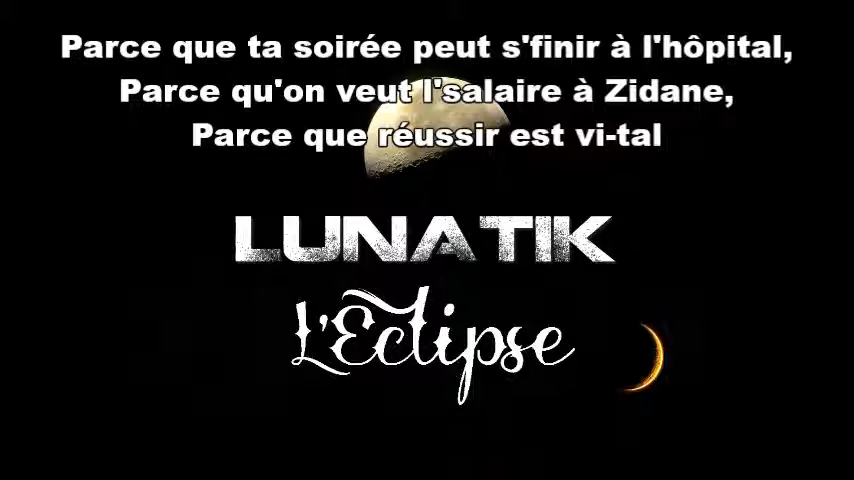 Parce que ta soirée peut s'finir à l'hôpital,
Parce qu'on veut l'salaire à Zidane,
Parce que réussir est vi-tal
LUNATIK
L'Eclipse